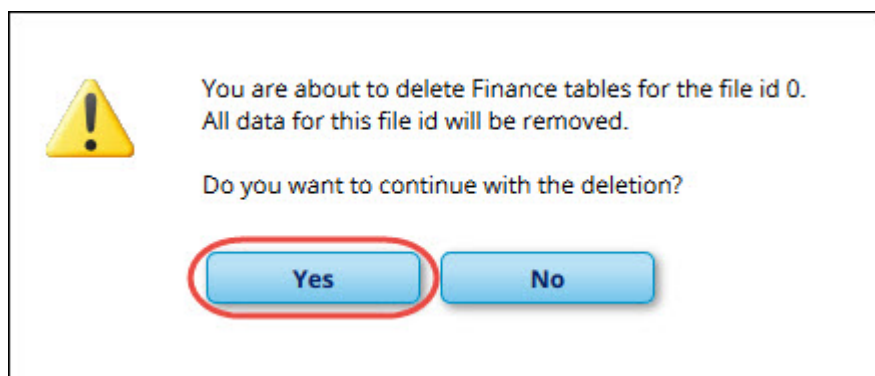 You are about to delete Finance tables for the file id 0.
All data for this file id will be removed.
Do you want to continue with the deletion?
Yes
No